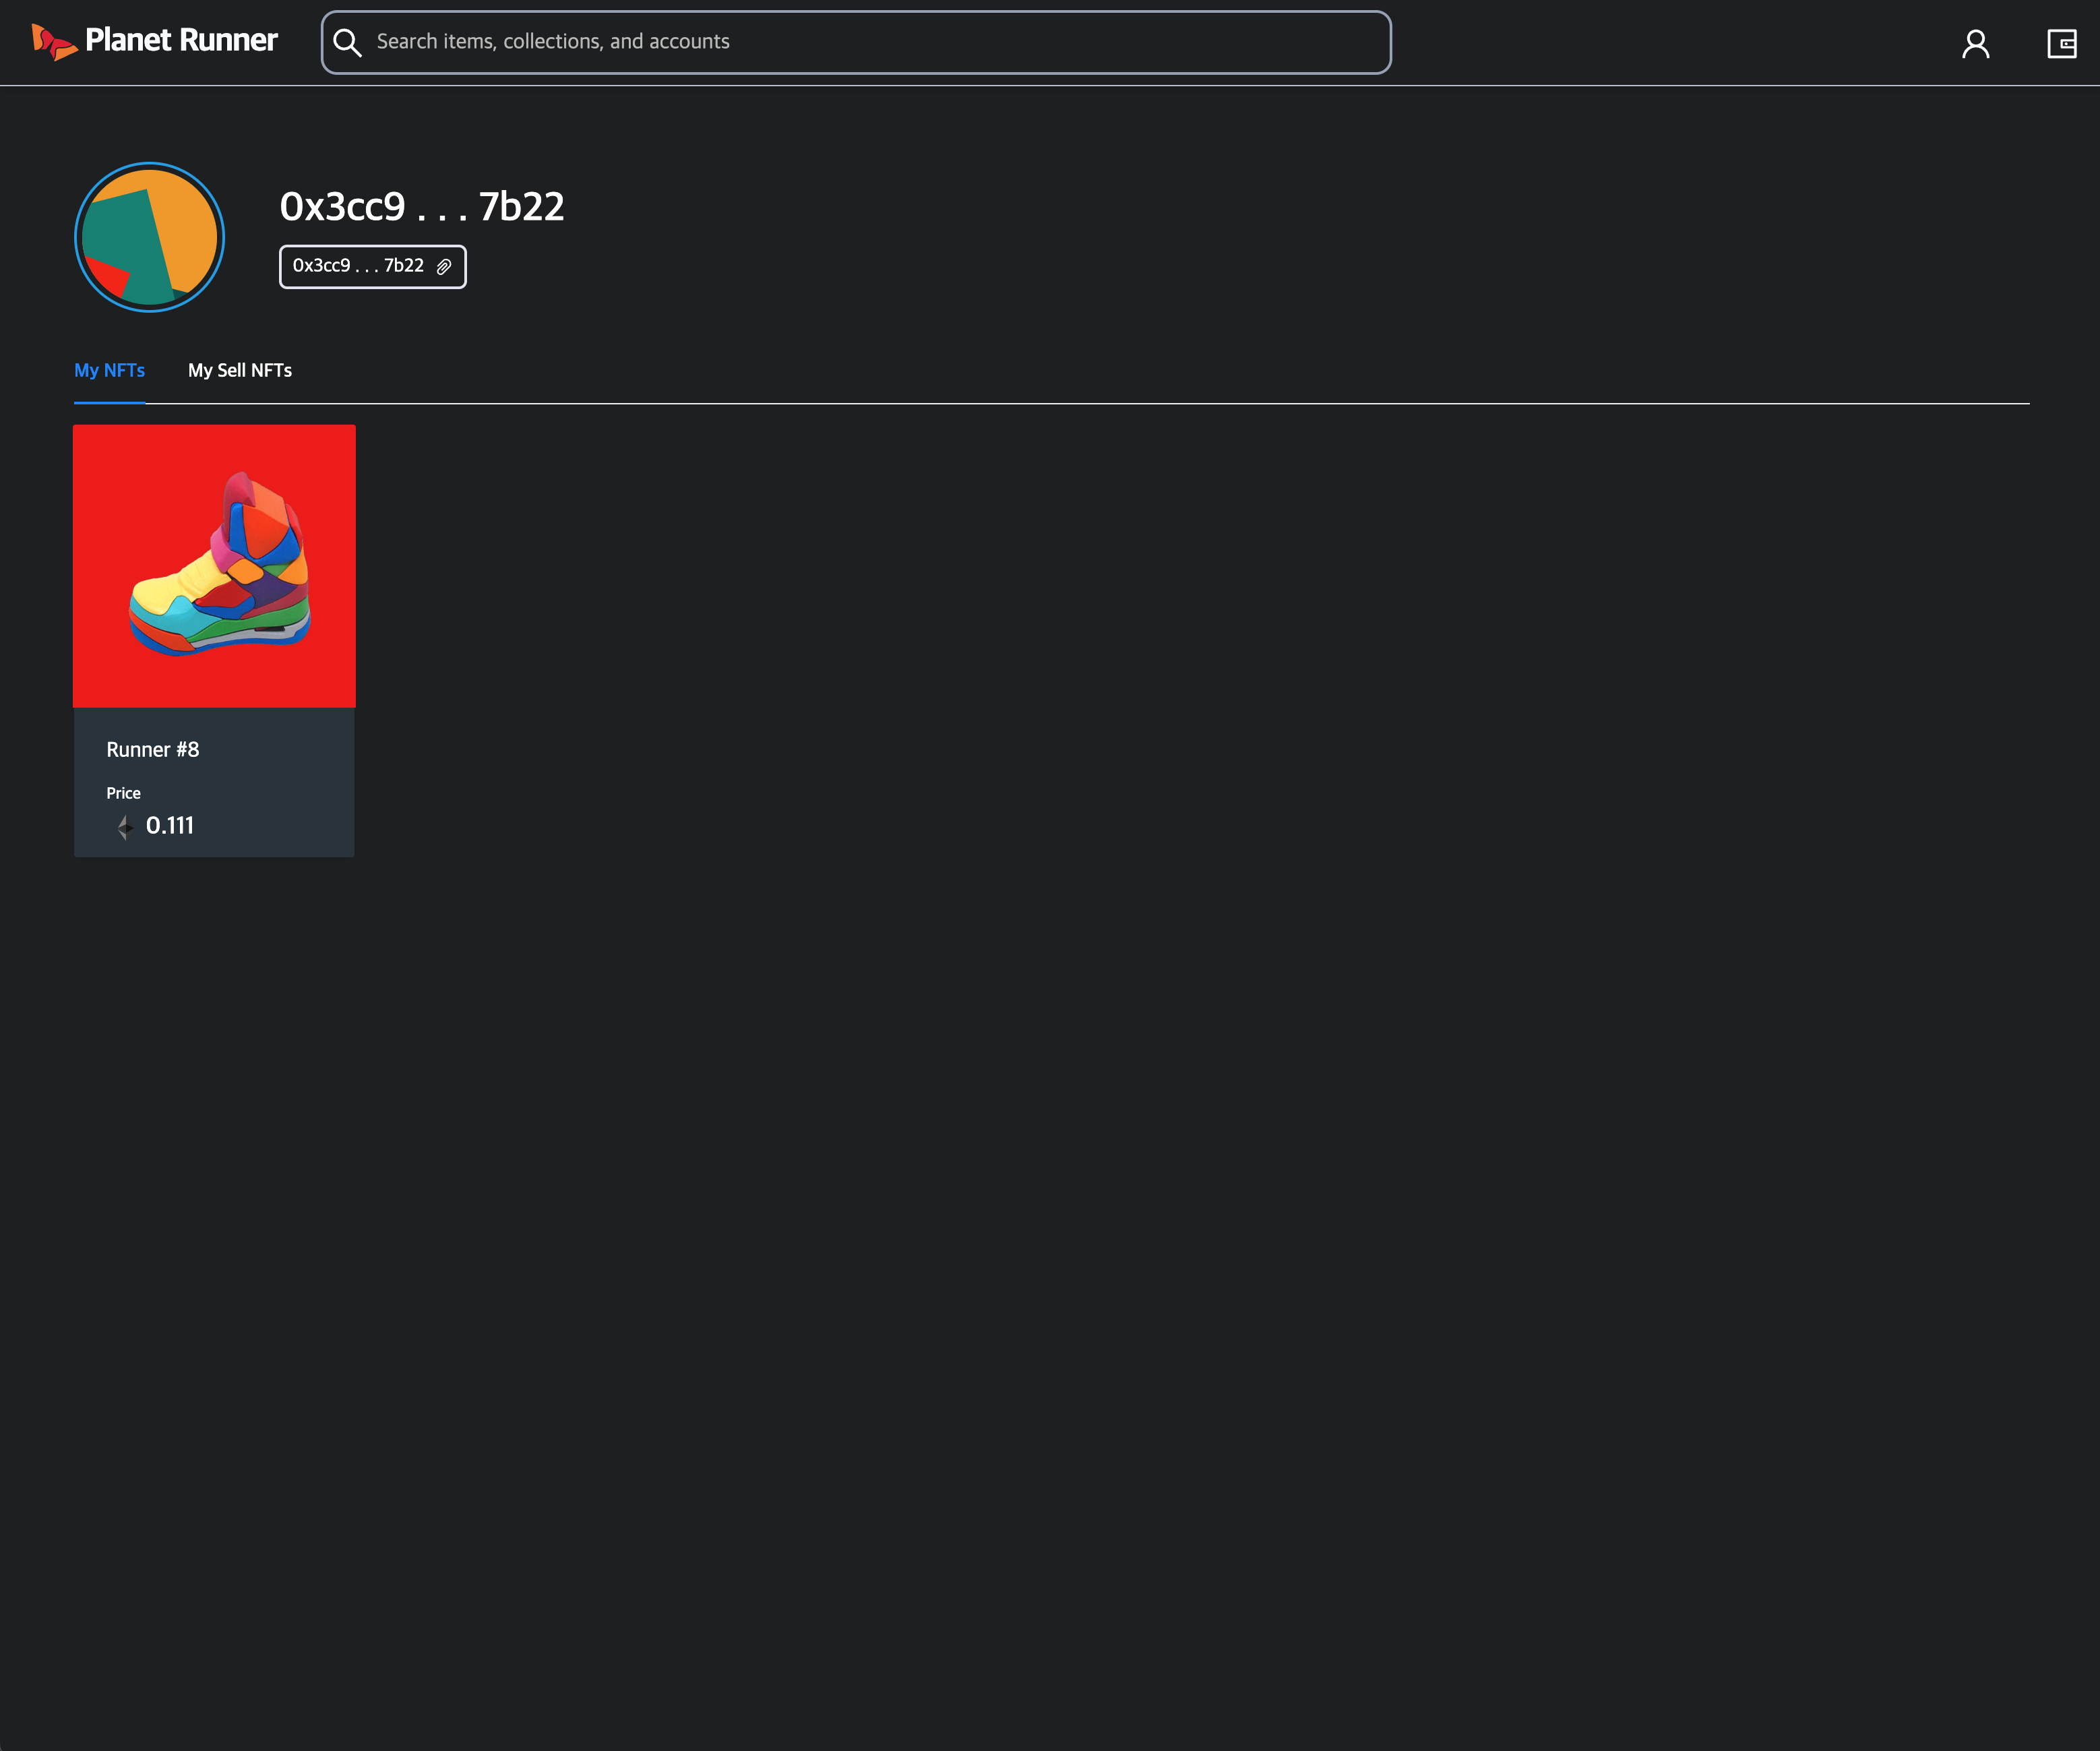 Planet Runner
Search items, collections, and accounts
0x3cc9 . . . 7b22
0x3cc9 . . . 7b22
My NFTs
My Sell NFTs
Runner #8
Price
0.111